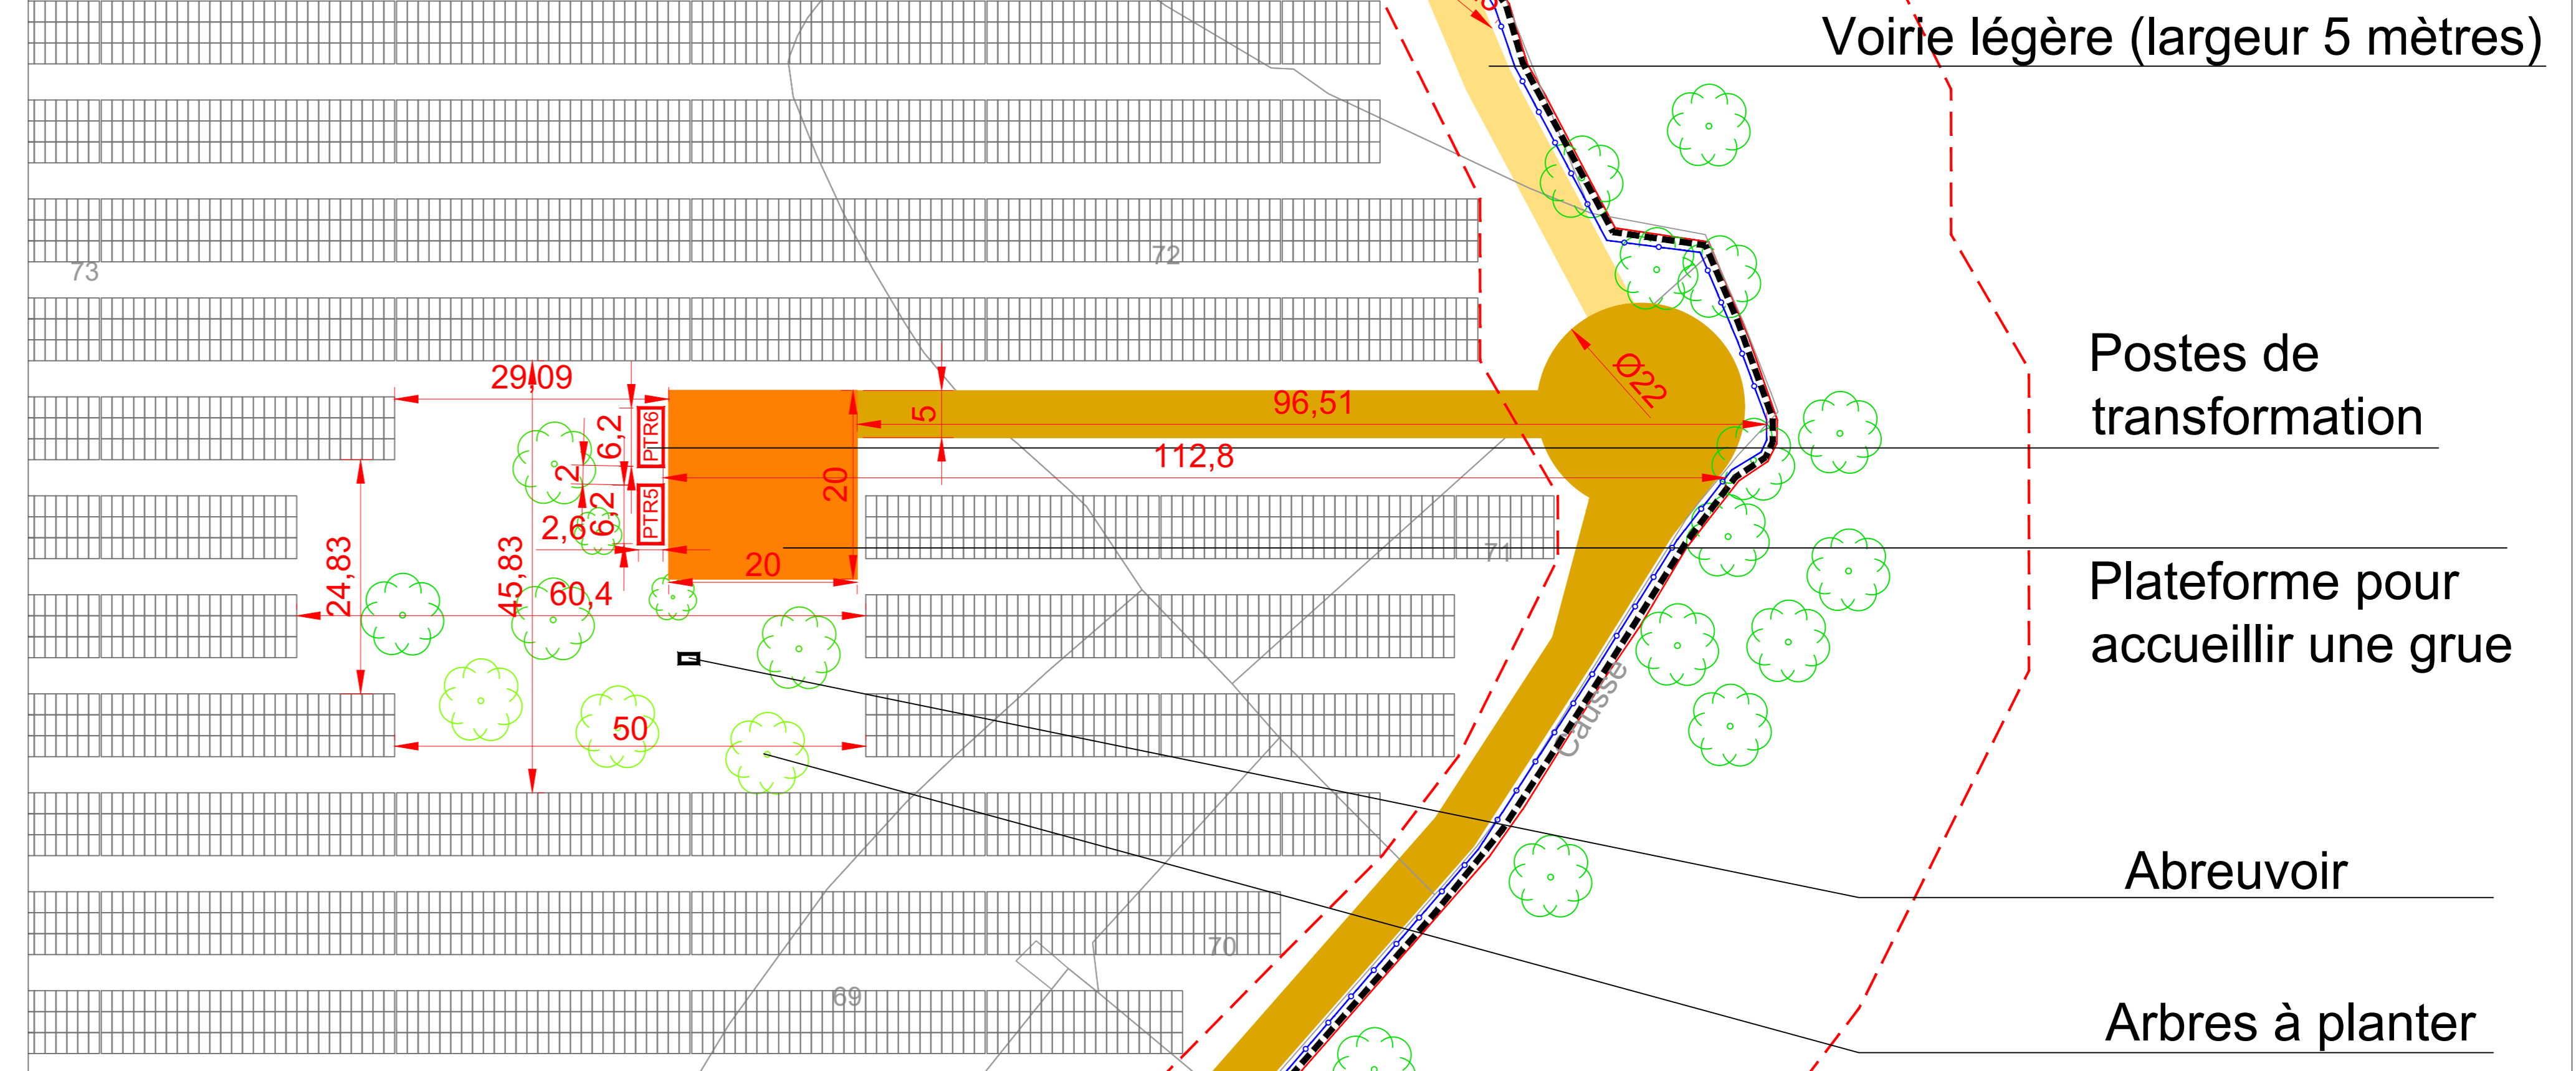 Voirie légère (largeur 5 mètres)
72
73
Postes de
transformation
29,09
5
96,51
Ø22
6,2
PTR6
112,8
2
20
6,2
PTR5
2,6
71
20
24,83
45,83
60,4
Plateforme pour
accueillir une grue
Causse
50
Abreuvoir
70
69
Arbres à planter